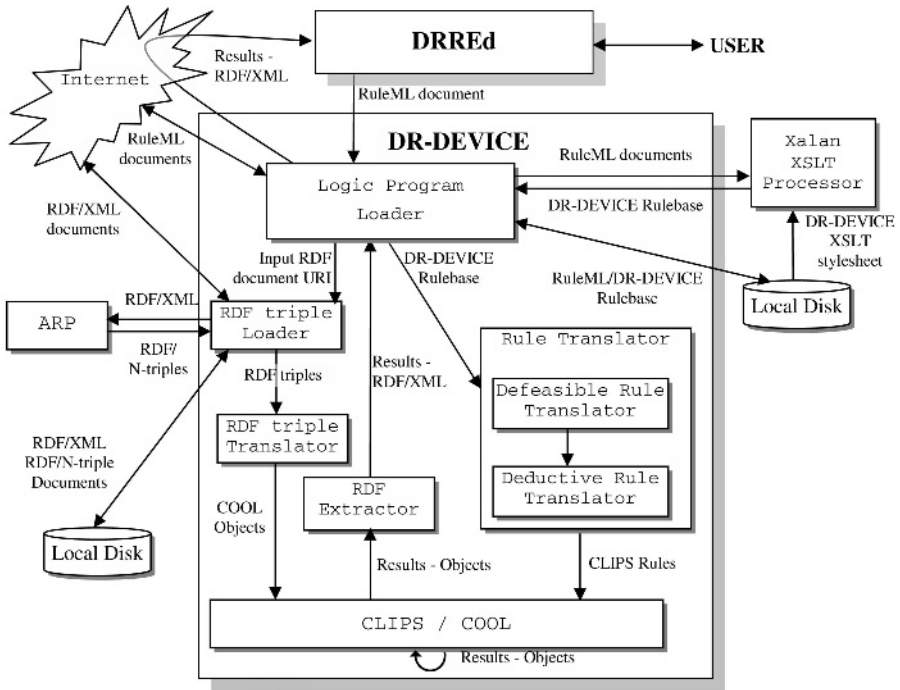 DRREd
USER
Results -
RDF/XML
Internet
RuleML document
DR-DEVICE
RuleML
documents
RuleML documents
Xalan
XSLT
Processor
Logic Program
Loader
DR-DEVICE Rulebase
RDF/XML
documents
DR-DEVICE
XSLT
stylesheet
Input RDF
document URI
DR-DEVICE
Rulebase
RuleML/DR-DEVICE
Rulebase
Local Disk
RDF/XML
ARP
RDF triple
Loader
RDF/
N-triples
RDF triples
Results -
RDF/XML
Rule Translator
Defeasible Rule
Translator
RDF triple
Translator
RDF/XML
RDF/N-triple
Documents
Deductive Rule
Translator
RDF
Extractor
COOL
Objects
Local Disk
Results - Objects
CLIPS Rules
CLIPS / COOL
Results - Objects